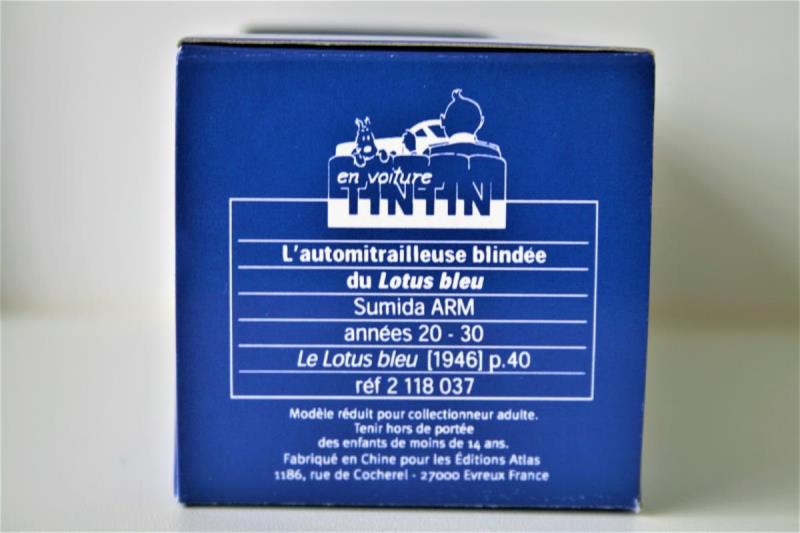 en voiture
TINTIN
L'automitrailleuse blindée
du Lotus bleu
Sumida ARM
années 20 - 30
Le Lotus bleu [1946] p.40
réf 2 118 037
Modèle réduit pour collectionneur adulte.
Tenir hors de portée
des enfants de moins de 14 ans.
Fabriqué en Chine pour les Éditions Atlas
1186, rue de Cocherel - 27000 Evreux France